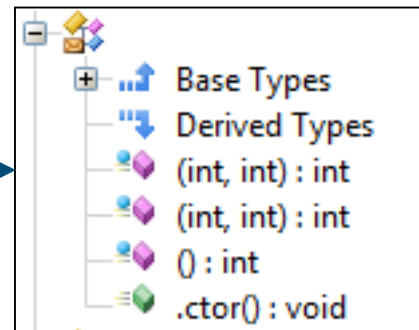 Base Types
Derived Types
(int, int) : int
(int, int) : int
() : int
.ctor() : void